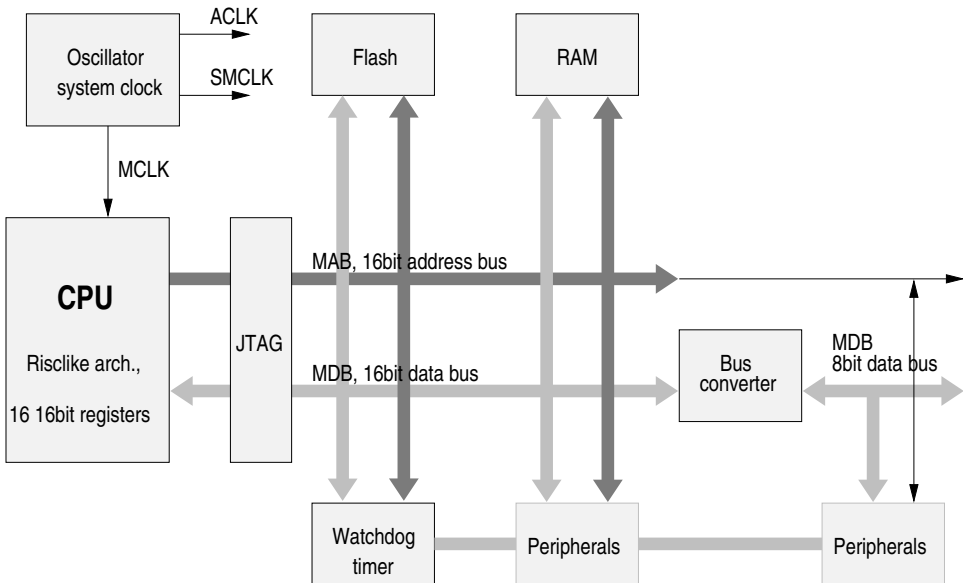 ACLK
Oscillator
system clock
SMCLK
Flash
RAM
MCLK
MAB, 16bit address bus
CPU
JTAG
Risclike arch.,
16 16bit registers
MDB, 16bit data bus
Bus
converter
MDB
8bit data bus
Watchdog
timer
Peripherals
Peripherals